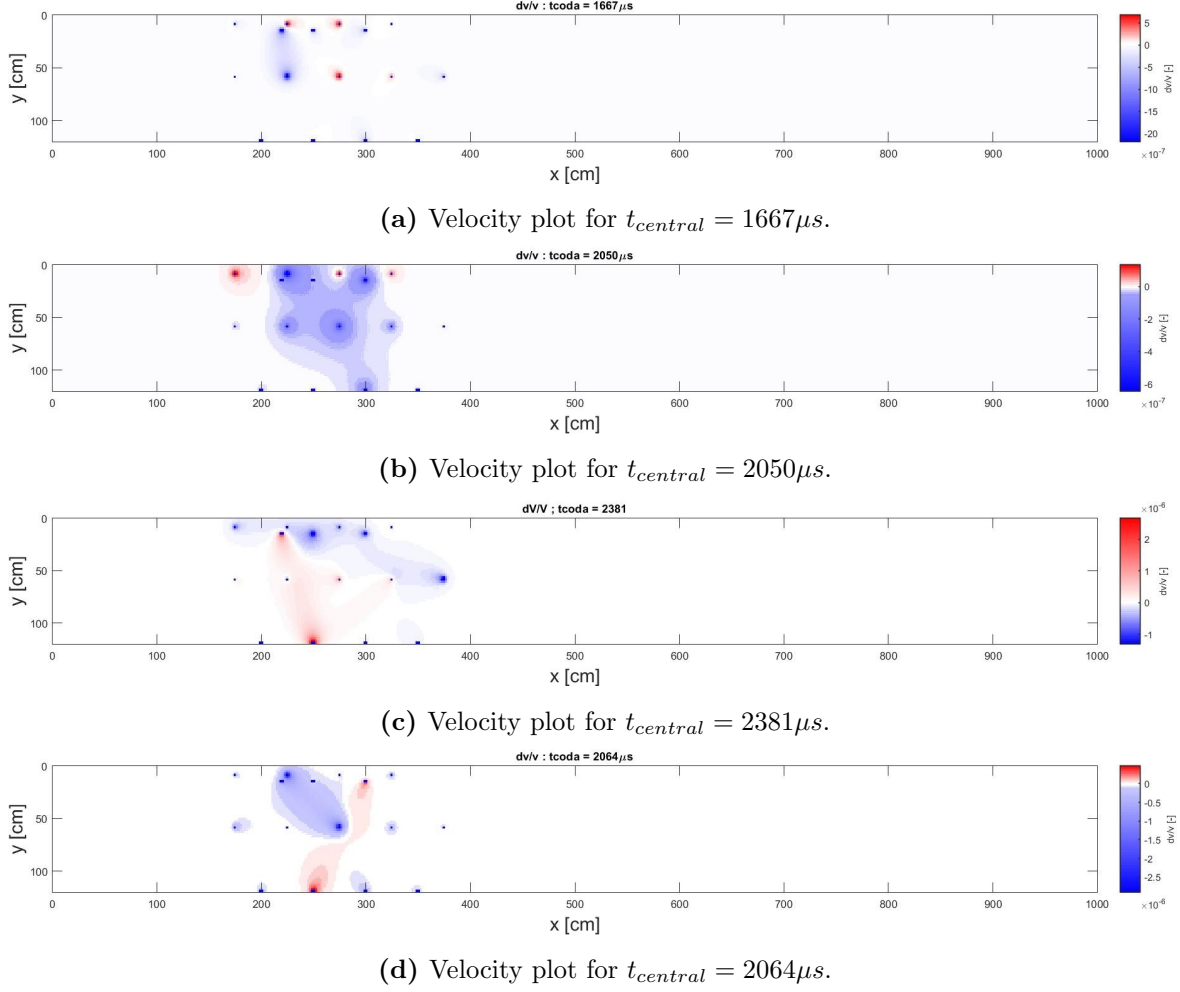 dv/v : tcoda = 1667μs
0
50
100
y [cm]
0 100 200 300 400 500 600 700 800 900 1000
x [cm]
5
0
-5
-10
-15
-20
dv/v [-]
×10⁻⁷
(a) Velocity plot for t_central = 1667μs.
dv/v : tcoda = 2050μs
0
50
100
y [cm]
0 100 200 300 400 500 600 700 800 900 1000
x [cm]
0
-2
-4
-6
dv/v [-]
×10⁻⁷
(b) Velocity plot for t_central = 2050μs.
dV/V ; tcoda = 2381
×10⁻⁶
0
50
100
y [cm]
0 100 200 300 400 500 600 700 800 900 1000
x [cm]
2
1
0
-1
dv/v [-]
(c) Velocity plot for t_central = 2381μs.
dv/v : tcoda = 2064μs
0
50
100
y [cm]
0 100 200 300 400 500 600 700 800 900 1000
x [cm]
0
-0.5
-1
-1.5
-2
-2.5
dv/v [-]
×10⁻⁶
(d) Velocity plot for t_central = 2064μs.